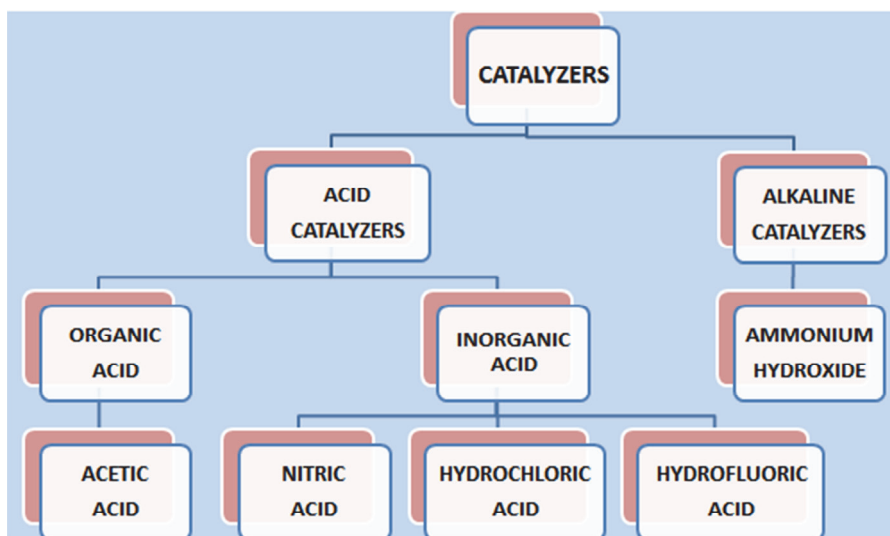 CATALYZERS
ACID
CATALYZERS
ALKALINE
CATALYZERS
ORGANIC
ACID
INORGANIC
ACID
AMMONIUM
HYDROXIDE
ACETIC
ACID
NITRIC
ACID
HYDROCHLORIC
ACID
HYDROFLUORIC
ACID